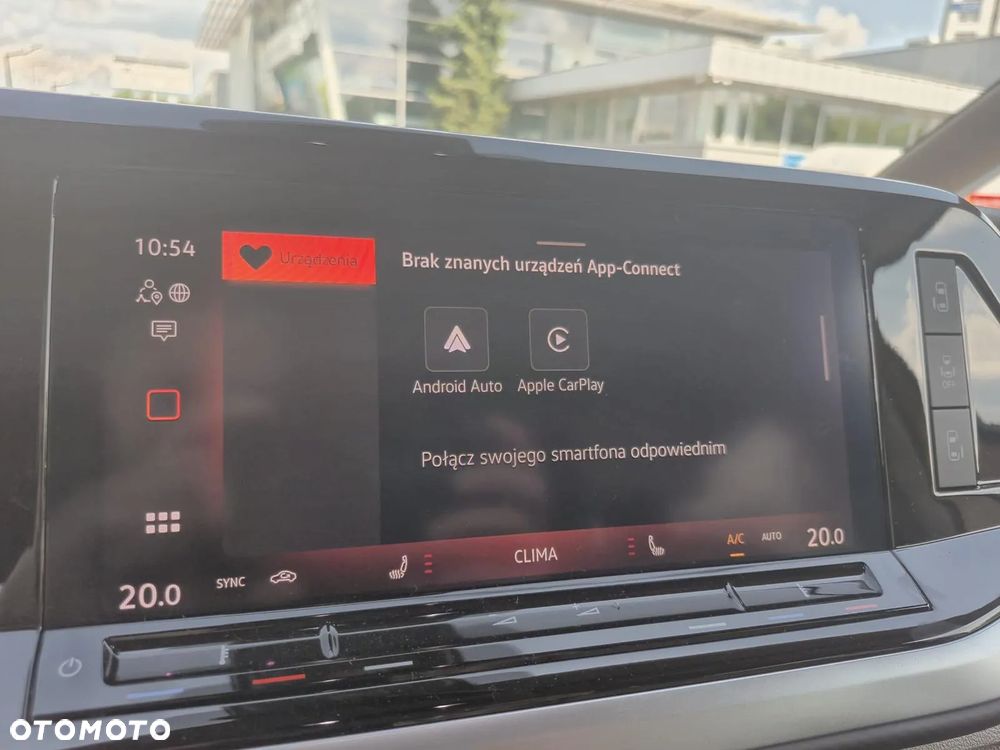 10:54
Urządzenia
Brak znanych urządzeń App-Connect
Android Auto
Apple CarPlay
Połącz swojego smartfona odpowiednim
20.0
SYNC
CLIMA
A/C
AUTO
20.0
OFF
OTOMOTO